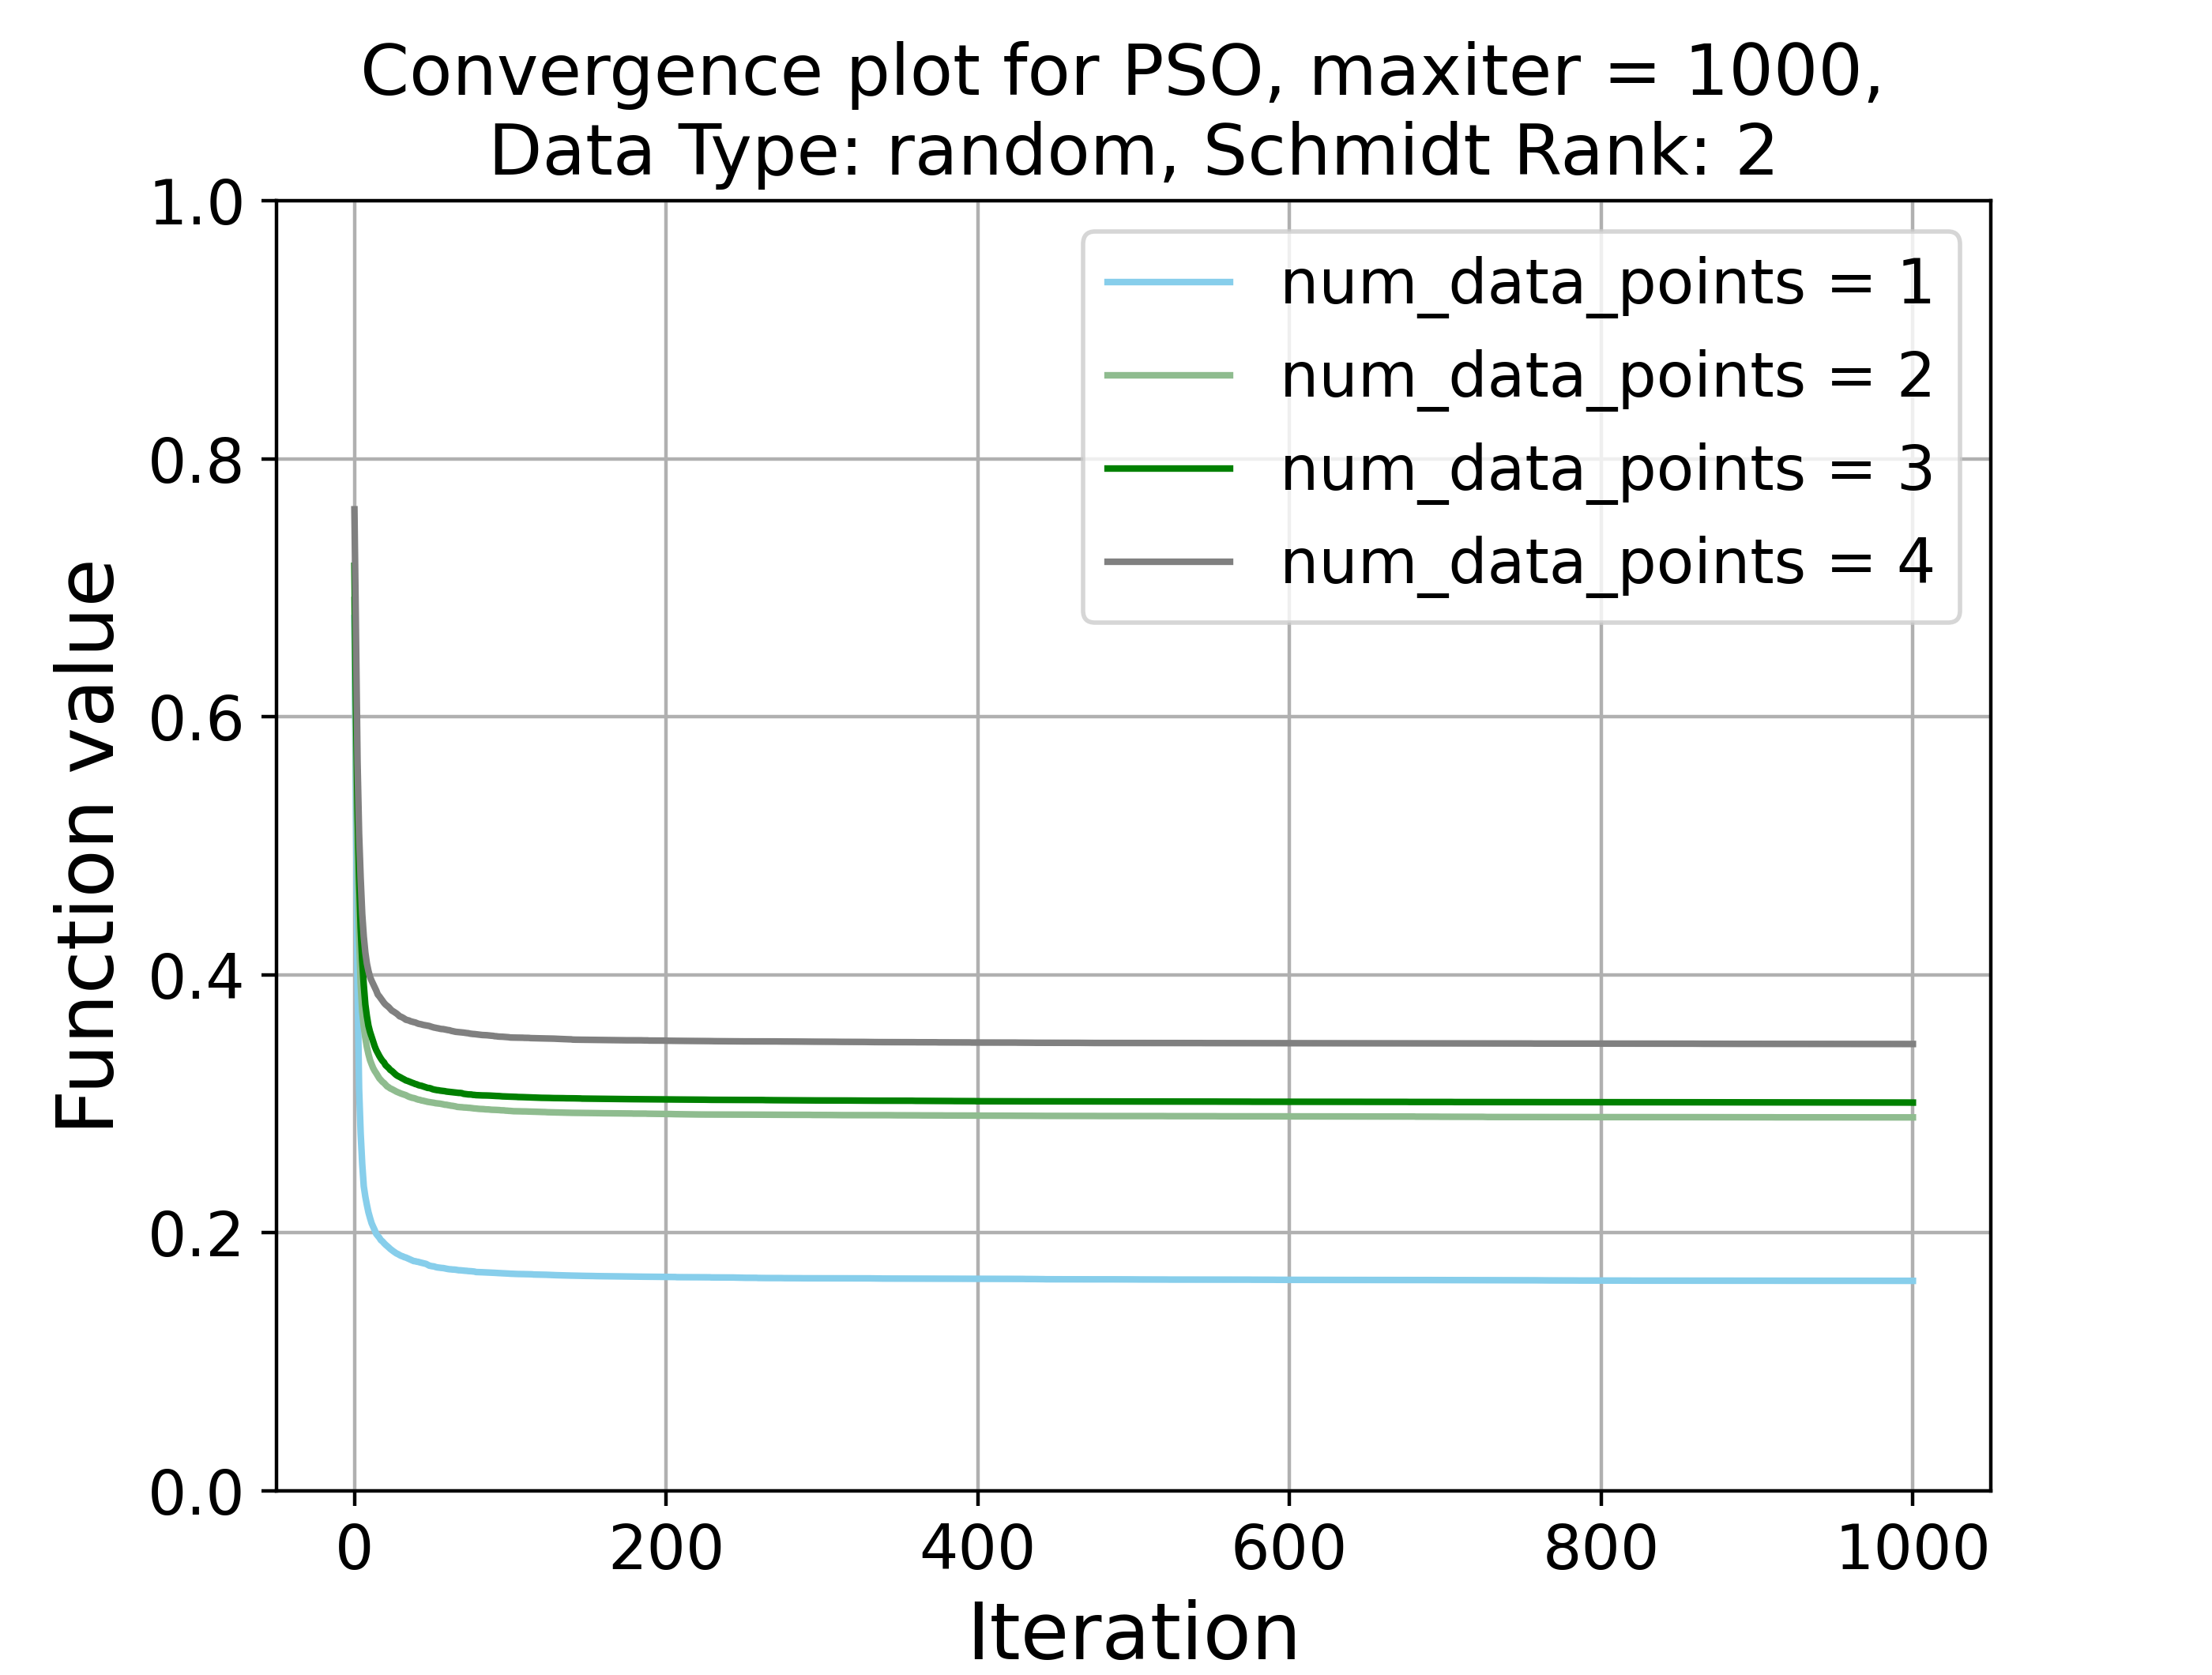 Convergence plot for PSO, maxiter = 1000,
Data Type: random, Schmidt Rank: 2
1.0
0.8
0.6
0.4
0.2
0.0
Function value
num_data_points = 1
num_data_points = 2
num_data_points = 3
num_data_points = 4
0 200 400 600 800 1000
Iteration